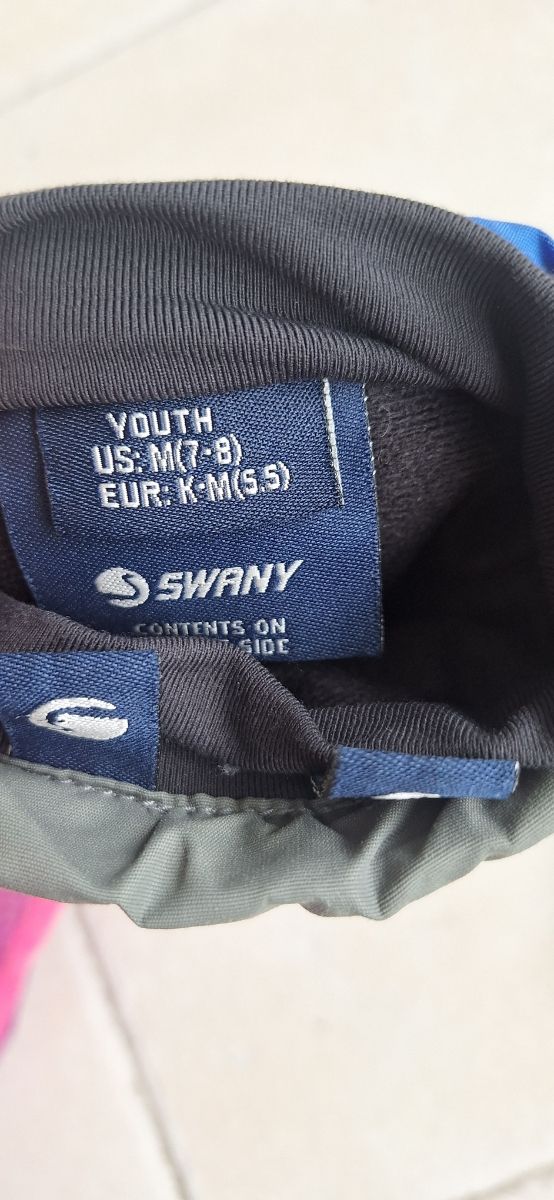 YOUTH
US: M(7-8)
EUR: K-M(5.5)
SWANY
CONTENTS ON
SIDE